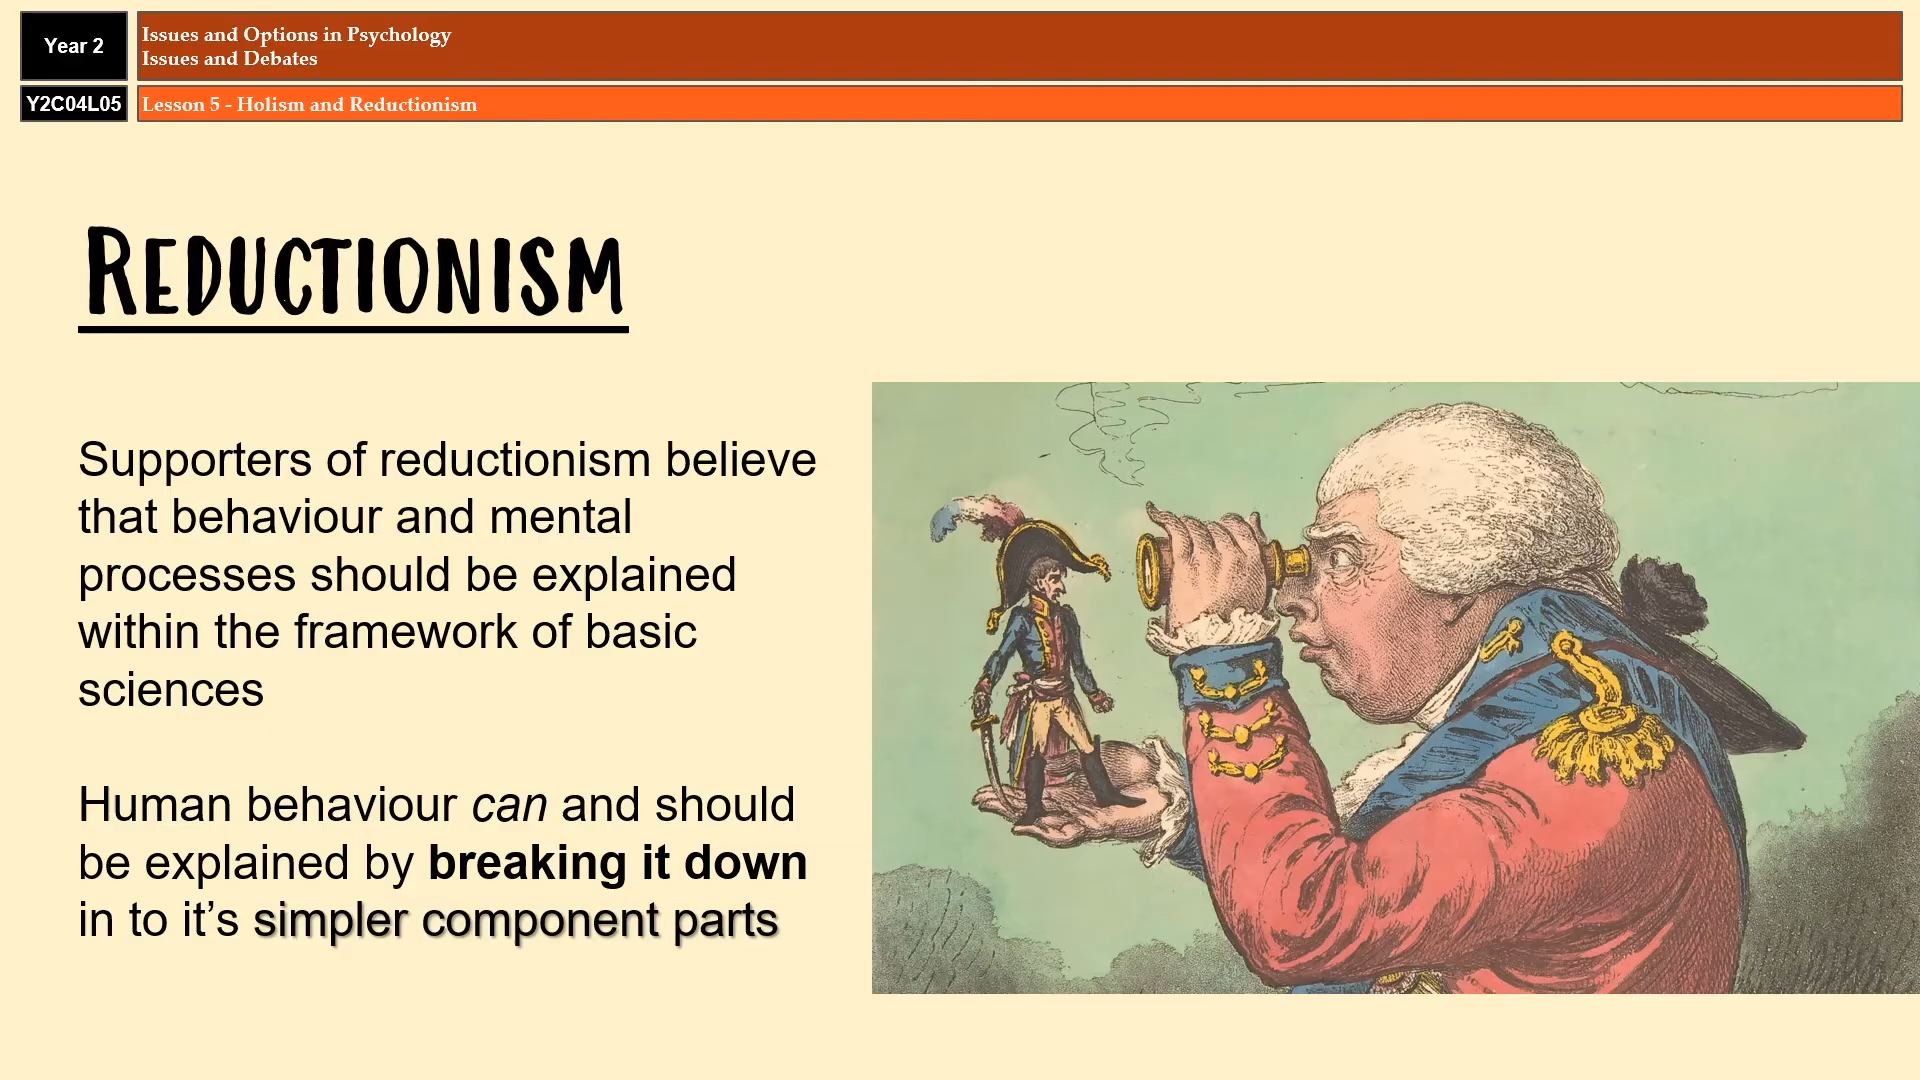 Year 2
Issues and Options in Psychology
Issues and Debates
Y2C04L05
Lesson 5 - Holism and Reductionism
REDUCTIONISM
Supporters of reductionism believe
that behaviour and mental
processes should be explained
within the framework of basic
sciences
Human behaviour can and should
be explained by breaking it down
in to it’s simpler component parts